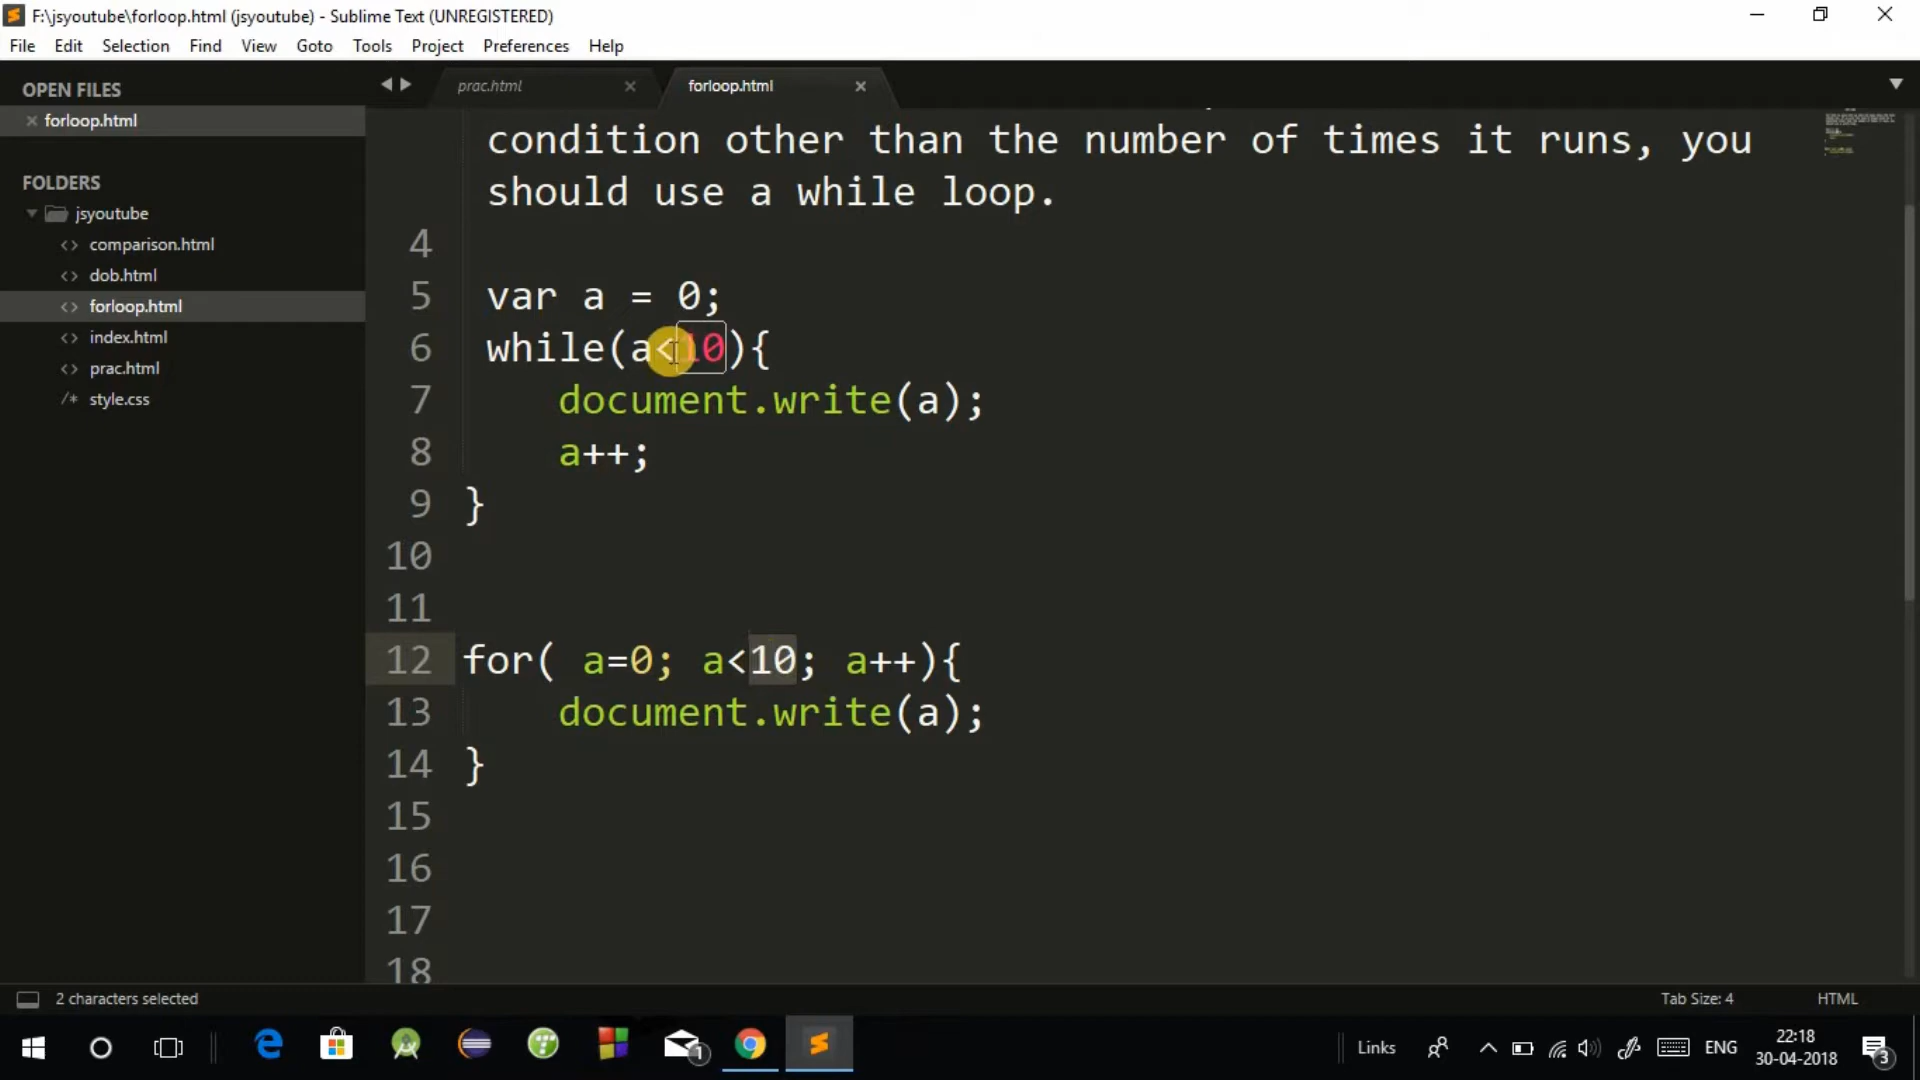 F:\jsyoutube\forloop.html (jsyoutube) - Sublime Text (UNREGISTERED)
File Edit Selection Find View Goto Tools Project Preferences Help
OPEN FILES
forloop.html
FOLDERS
jsyoutube
comparison.html
dob.html
forloop.html
index.html
prac.html
style.css
prac.html
forloop.html
condition other than the number of times it runs, you
should use a while loop.
4
5 var a = 0;
6 while(a<10){
7 document.write(a);
8 a++;
9 }
10
11
12 for( a=0; a<10; a++){
13 document.write(a);
14 }
15
16
17
18
2 characters selected
Tab Size: 4
HTML
1
Links
ENG
22:18
30-04-2018
3